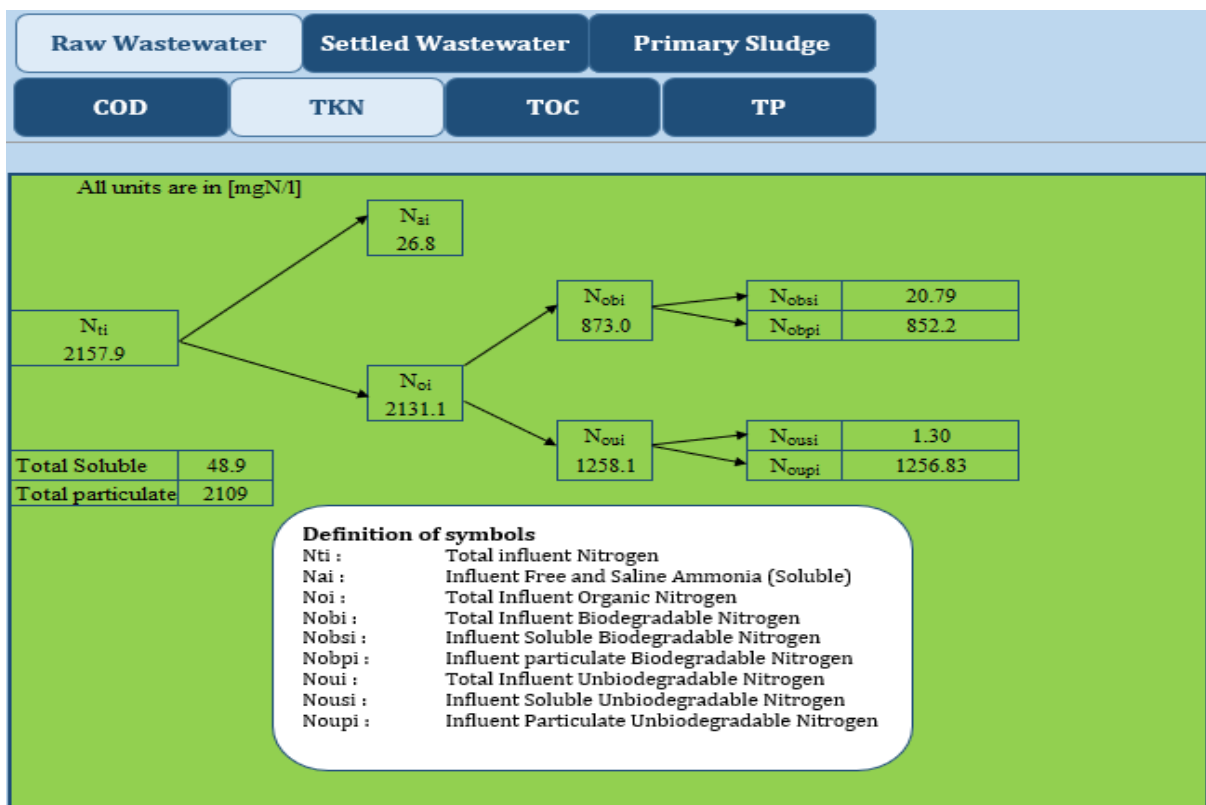 Raw Wastewater Settled Wastewater Primary Sludge
COD TKN TOC TP
All units are in [mgN/l]
Nai
26.8
Nobi
873.0
Nobsi 20.79
Nobpi 852.2
Nti
2157.9
Noi
2131.1
Noui
1258.1
Nousi 1.30
Noupi 1256.83
Total Soluble 48.9
Total particulate 2109
Definition of symbols
Nti : Total influent Nitrogen
Nai : Influent Free and Saline Ammonia (Soluble)
Noi : Total Influent Organic Nitrogen
Nobi : Total Influent Biodegradable Nitrogen
Nobsi : Influent Soluble Biodegradable Nitrogen
Nobpi : Influent particulate Biodegradable Nitrogen
Noui : Total Influent Unbiodegradable Nitrogen
Nousi : Influent Soluble Unbiodegradable Nitrogen
Noupi : Influent Particulate Unbiodegradable Nitrogen